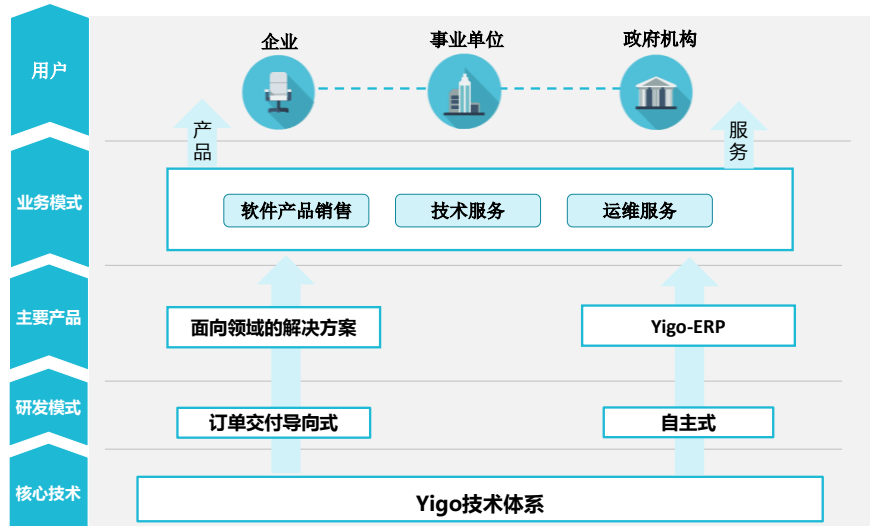 用户
企业
事业单位
政府机构
产品
服务
业务模式
软件产品销售
技术服务
运维服务
主要产品
面向领域的解决方案
Yigo-ERP
研发模式
订单交付导向式
自主式
核心技术
Yigo技术体系